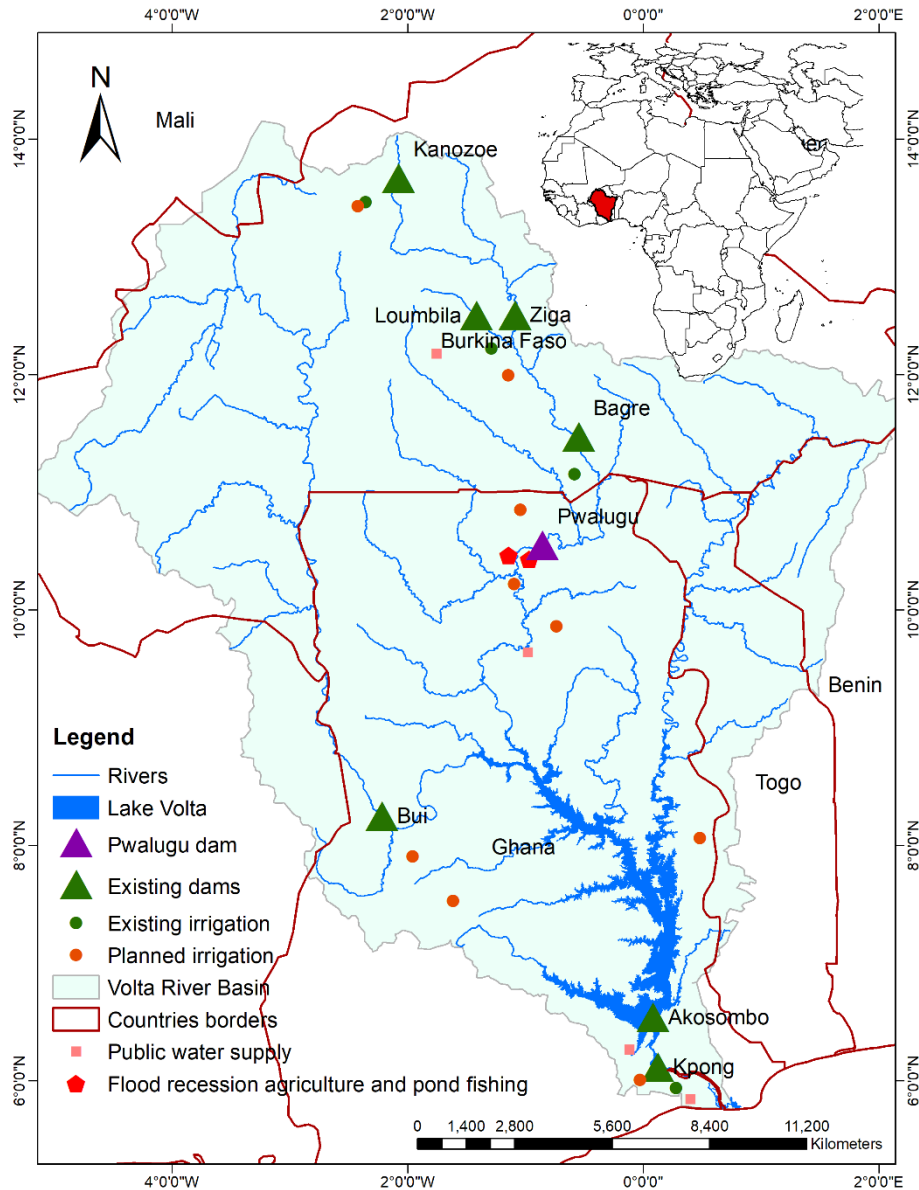 4°0'0"W 2°0'0"W 0°0'0" 2°0'0"E
N
Mali
14°0'0"N 14°0'0"N
Kanozoe
Loumbila Ziga
Burkina Faso
12°0'0"N 12°0'0"N
Bagre
Pwalugu
10°0'0"N 10°0'0"N
Benin
Legend
Rivers
Togo
Lake Volta
Bui
Pwalugu dam
Ghana
8°0'0"N 8°0'0"N
Existing dams
Existing irrigation
Planned irrigation
Volta River Basin
Akosombo
Countries borders
Public water supply
Kpong
Flood recession agriculture and pond fishing
6°0'0"N 6°0'0"N
0 1,400 2,800 5,600 8,400 11,200
Kilometers
4°0'0"W 2°0'0"W 0°0'0" 2°0'0"E